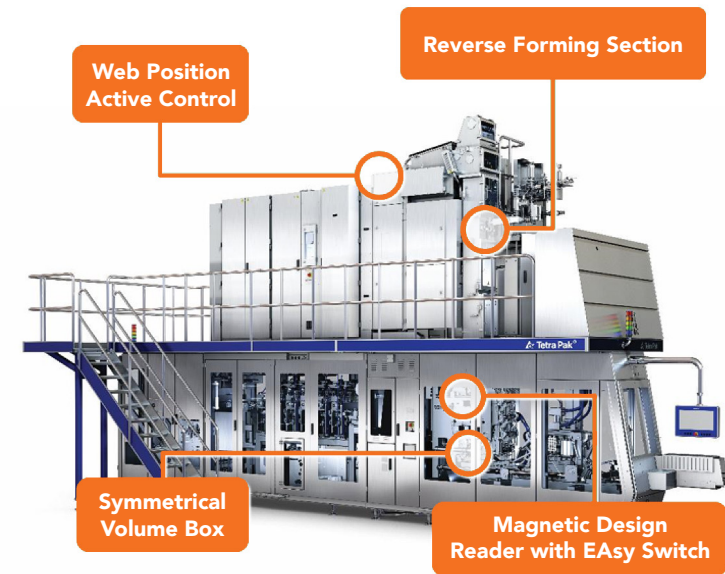 Reverse Forming Section
Web Position
Active Control
Tetra Pak®
Symmetrical
Volume Box
Magnetic Design
Reader with EAsy Switch